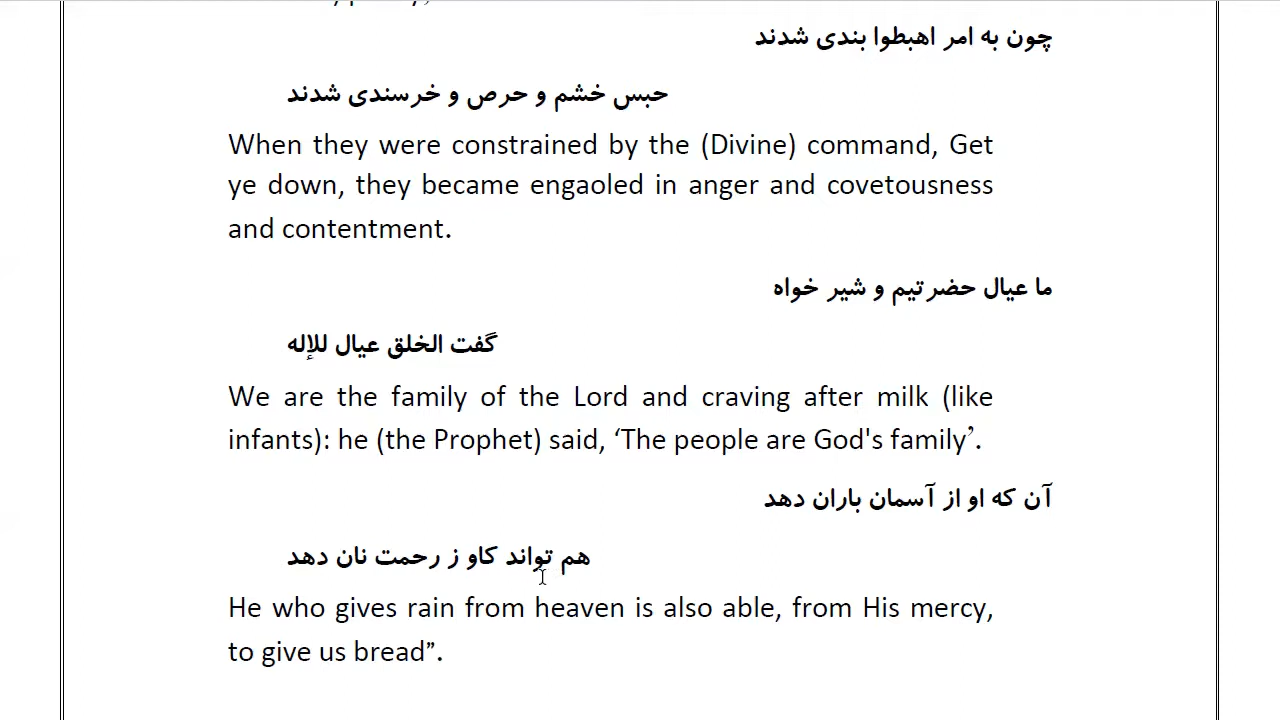 چون به امر اهبطوا بندی شدند
حبس خشم و حرص و خرسندی شدند
When they were constrained by the (Divine) command, Get
ye down, they became engaoled in anger and covetousness
and contentment.
ما عیال حضرتیم و شیر خواه
گفت الخلق عیال للإله
We are the family of the Lord and craving after milk (like
infants): he (the Prophet) said, ‘The people are God's family’.
آن که او از آسمان باران دهد
هم تواند کاو ز رحمت نان دهد
He who gives rain from heaven is also able, from His mercy,
to give us bread”.